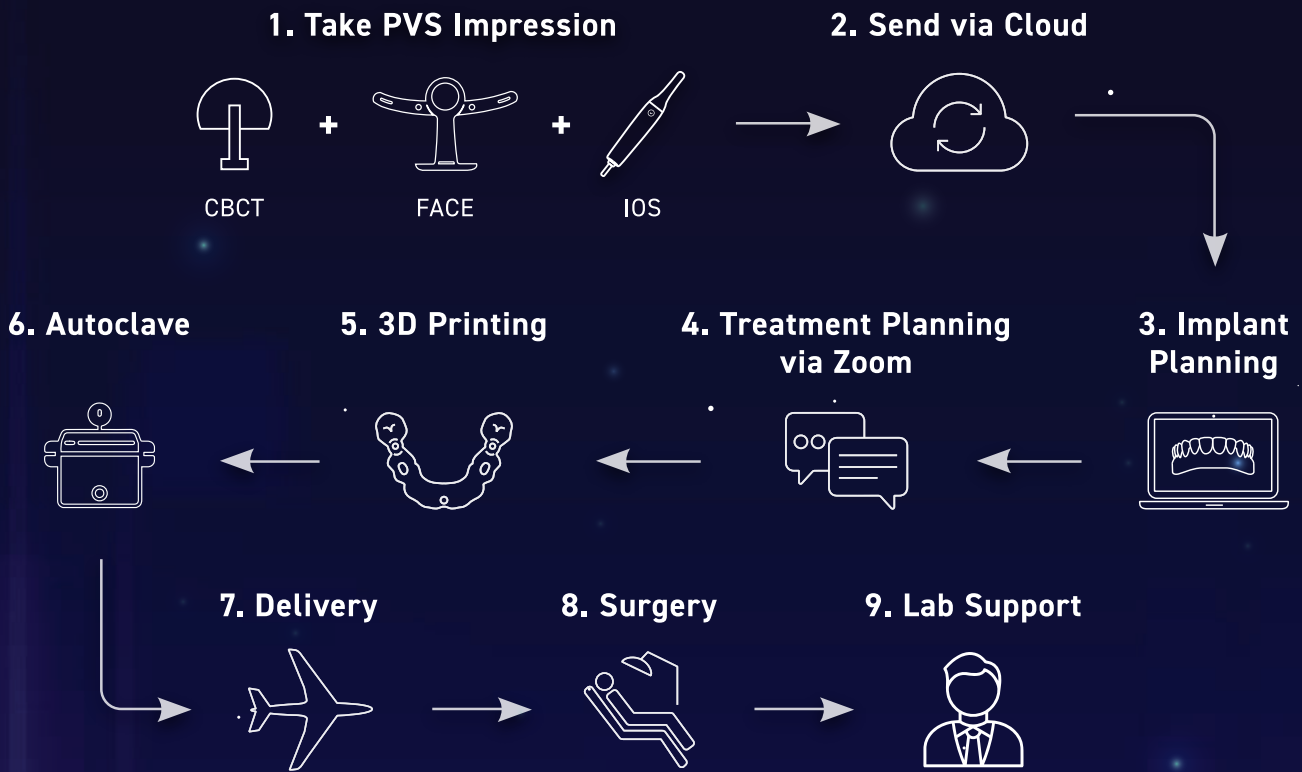 1. Take PVS Impression
2. Send via Cloud
+
+
CBCT
FACE
IOS
3. Implant
Planning
4. Treatment Planning
via Zoom
5. 3D Printing
6. Autoclave
7. Delivery
8. Surgery
9. Lab Support